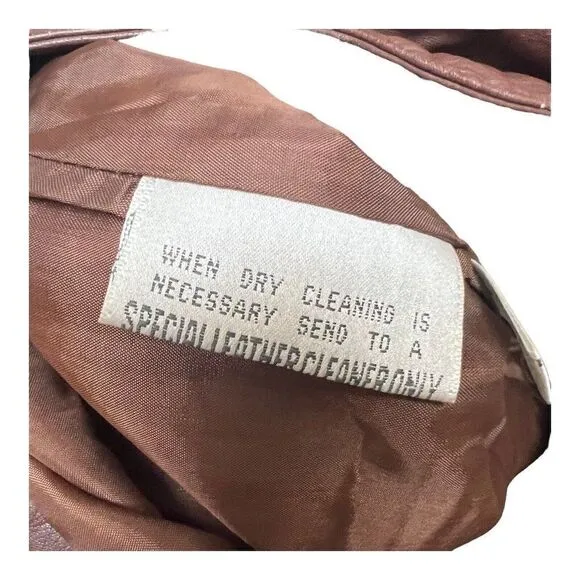 WHEN DRY CLEANING IS
NECESSARY SEND TO A
SPECIAL LEATHER CLEANER ONLY